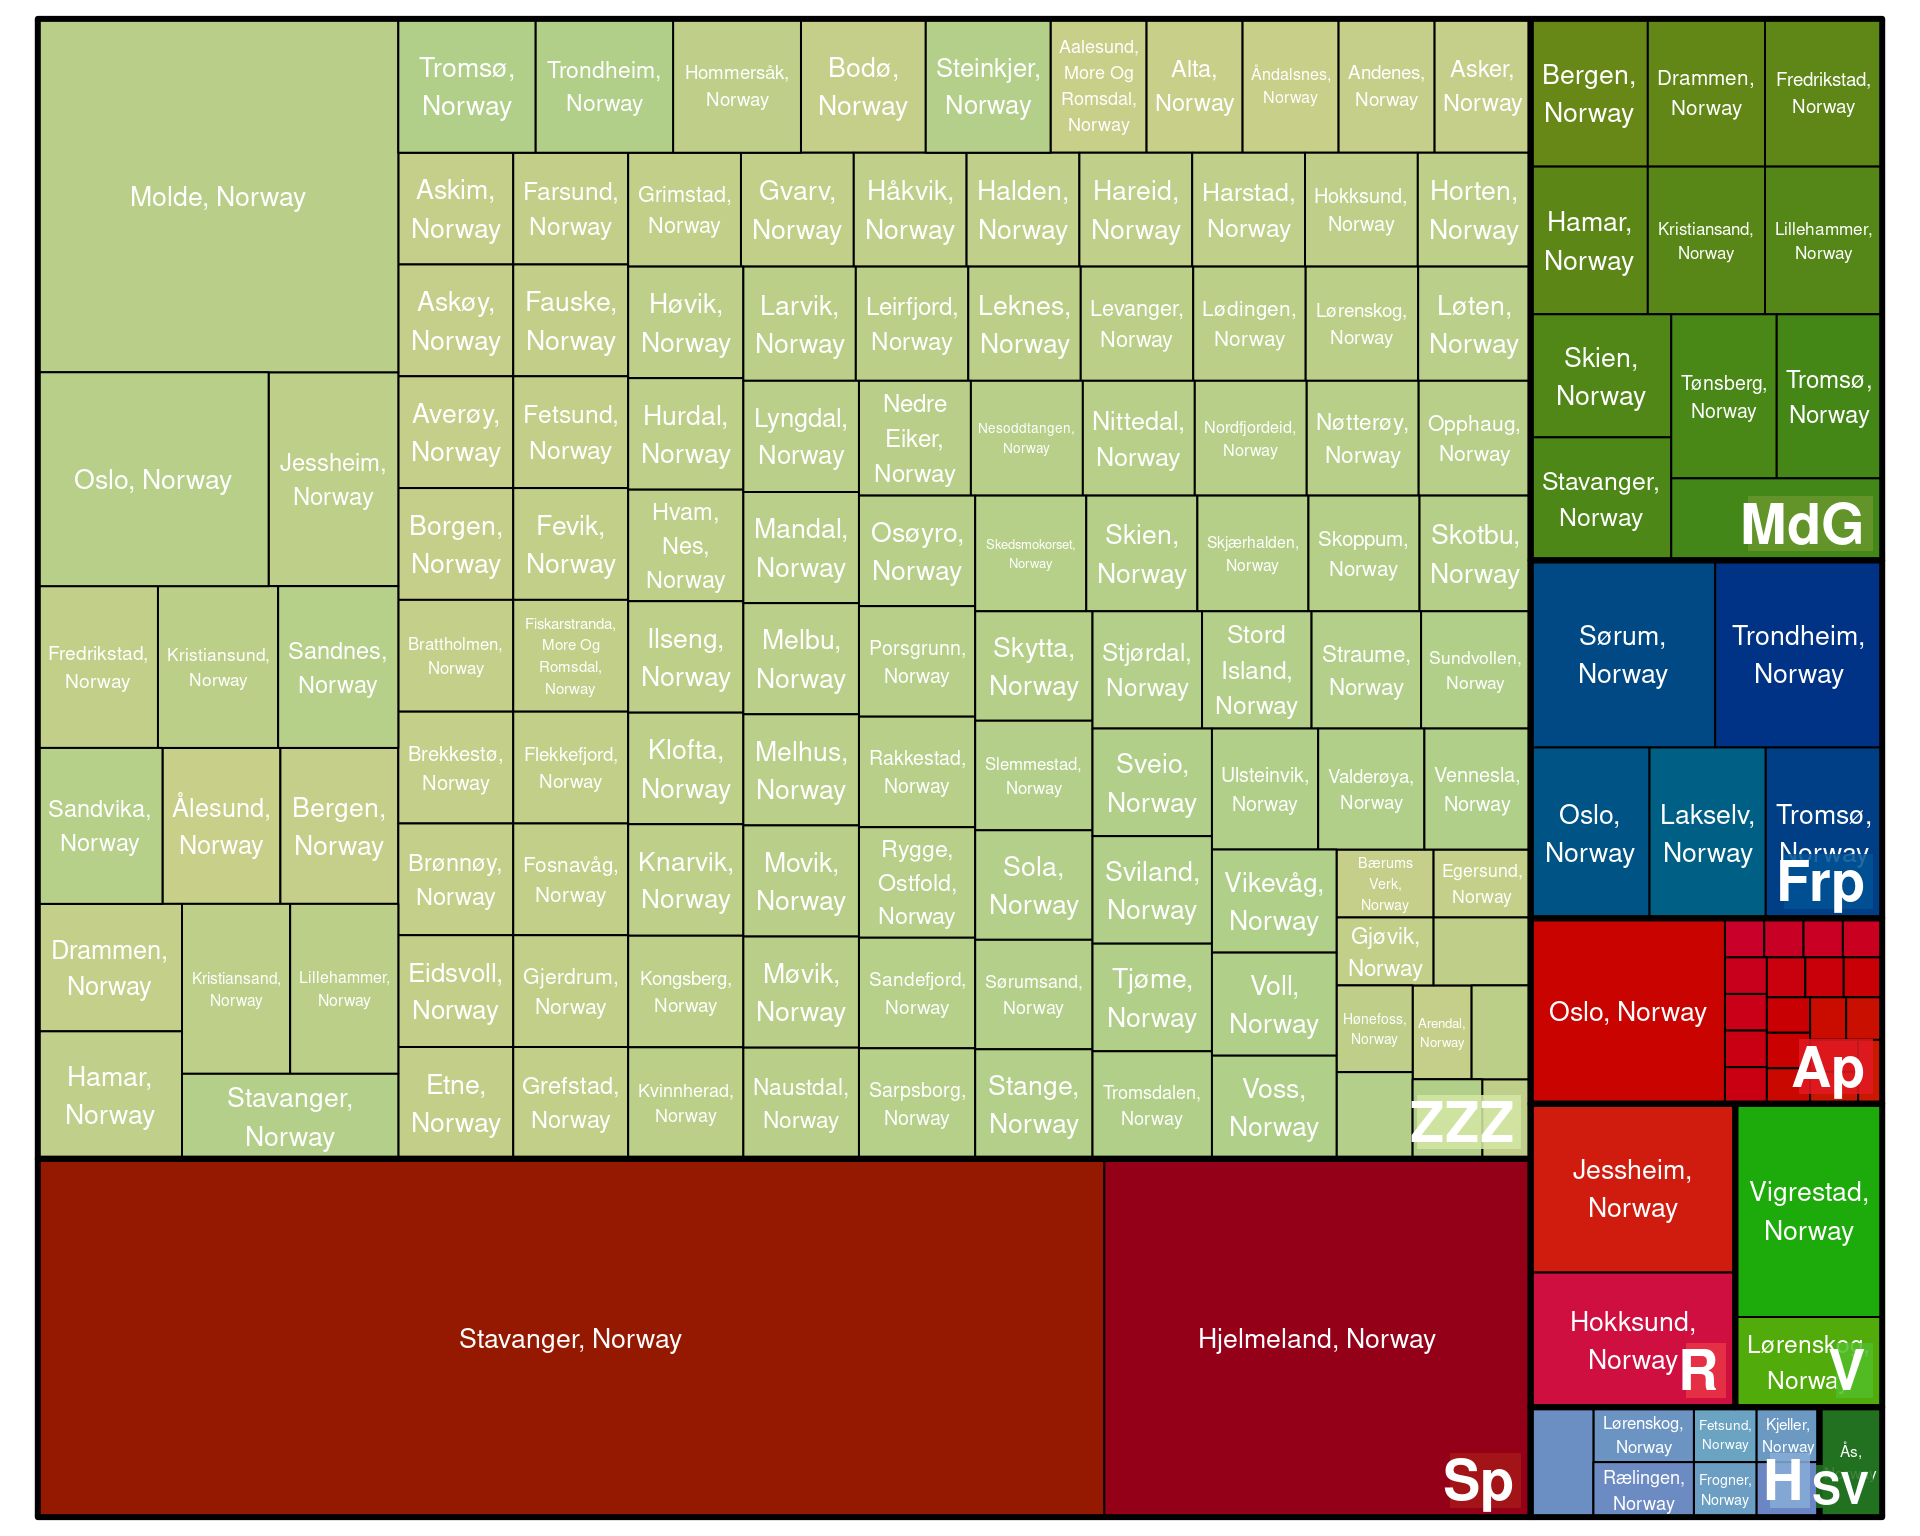 Molde, Norway
Tromsø,
Norway
Trondheim,
Norway
Hommersåk,
Norway
Bodø,
Norway
Steinkjer,
Norway
Aalesund,
More Og
Romsdal,
Norway
Alta,
Norway
Åndalsnes,
Norway
Andenes,
Norway
Asker,
Norway
Askim,
Norway
Farsund,
Norway
Grimstad,
Norway
Gvarv,
Norway
Håkvik,
Norway
Halden,
Norway
Hareid,
Norway
Harstad,
Norway
Hokksund,
Norway
Horten,
Norway
Askøy,
Norway
Fauske,
Norway
Høvik,
Norway
Larvik,
Norway
Leirfjord,
Norway
Leknes,
Norway
Levanger,
Norway
Lødingen,
Norway
Lørenskog,
Norway
Løten,
Norway
Oslo, Norway
Jessheim,
Norway
Averøy,
Norway
Fetsund,
Norway
Hurdal,
Norway
Lyngdal,
Norway
Nedre
Eiker,
Norway
Nesoddtangen,
Norway
Nittedal,
Norway
Nordfjordeid,
Norway
Nøtterøy,
Norway
Opphaug,
Norway
Borgen,
Norway
Fevik,
Norway
Hvam,
Nes,
Norway
Mandal,
Norway
Osøyro,
Norway
Skedsmokorset,
Norway
Skien,
Norway
Skjærhalden,
Norway
Skoppum,
Norway
Skotbu,
Norway
Fredrikstad,
Norway
Kristiansund,
Norway
Sandnes,
Norway
Brattholmen,
Norway
Fiskarstranda,
More Og
Romsdal,
Norway
Ilseng,
Norway
Melbu,
Norway
Porsgrunn,
Norway
Skytta,
Norway
Stjørdal,
Norway
Stord
Island,
Norway
Straume,
Norway
Sundvollen,
Norway
Sandvika,
Norway
Ålesund,
Norway
Bergen,
Norway
Brekkestø,
Norway
Flekkefjord,
Norway
Klofta,
Norway
Melhus,
Norway
Rakkestad,
Norway
Slemmestad,
Norway
Sveio,
Norway
Ulsteinvik,
Norway
Valderøya,
Norway
Vennesla,
Norway
Brønnøy,
Norway
Fosnavåg,
Norway
Knarvik,
Norway
Movik,
Norway
Rygge,
Ostfold,
Norway
Sola,
Norway
Sviland,
Norway
Vikevåg,
Norway
Bærums
Verk,
Norway
Egersund,
Norway
Drammen,
Norway
Kristiansand,
Norway
Lillehammer,
Norway
Eidsvoll,
Norway
Gjerdrum,
Norway
Kongsberg,
Norway
Møvik,
Norway
Sandefjord,
Norway
Sørumsand,
Norway
Tjøme,
Norway
Voll,
Norway
Gjøvik,
Norway
Hønefoss,
Norway
Arendal,
Norway
Hamar,
Norway
Stavanger,
Norway
Etne,
Norway
Grefstad,
Norway
Kvinnherad,
Norway
Naustdal,
Norway
Sarpsborg,
Norway
Stange,
Norway
Tromsdalen,
Norway
Voss,
Norway
ZZZ
Stavanger, Norway
Hjelmeland, Norway
Sp
Bergen,
Norway
Drammen,
Norway
Fredrikstad,
Norway
Hamar,
Norway
Kristiansand,
Norway
Lillehammer,
Norway
Skien,
Norway
Tønsberg,
Norway
Tromsø,
Norway
Stavanger,
Norway
MdG
Sørum,
Norway
Trondheim,
Norway
Oslo,
Norway
Lakselv,
Norway
Tromsø,
Norway
Frp
Oslo, Norway
Ap
Jessheim,
Norway
Hokksund,
Norway
R
Vigrestad,
Norway
Lørenskog,
Norway
V
Lørenskog,
Norway
Fetsund,
Norway
Kjeller,
Norway
Rælingen,
Norway
Frogner,
Norway
H
Ås,
SV